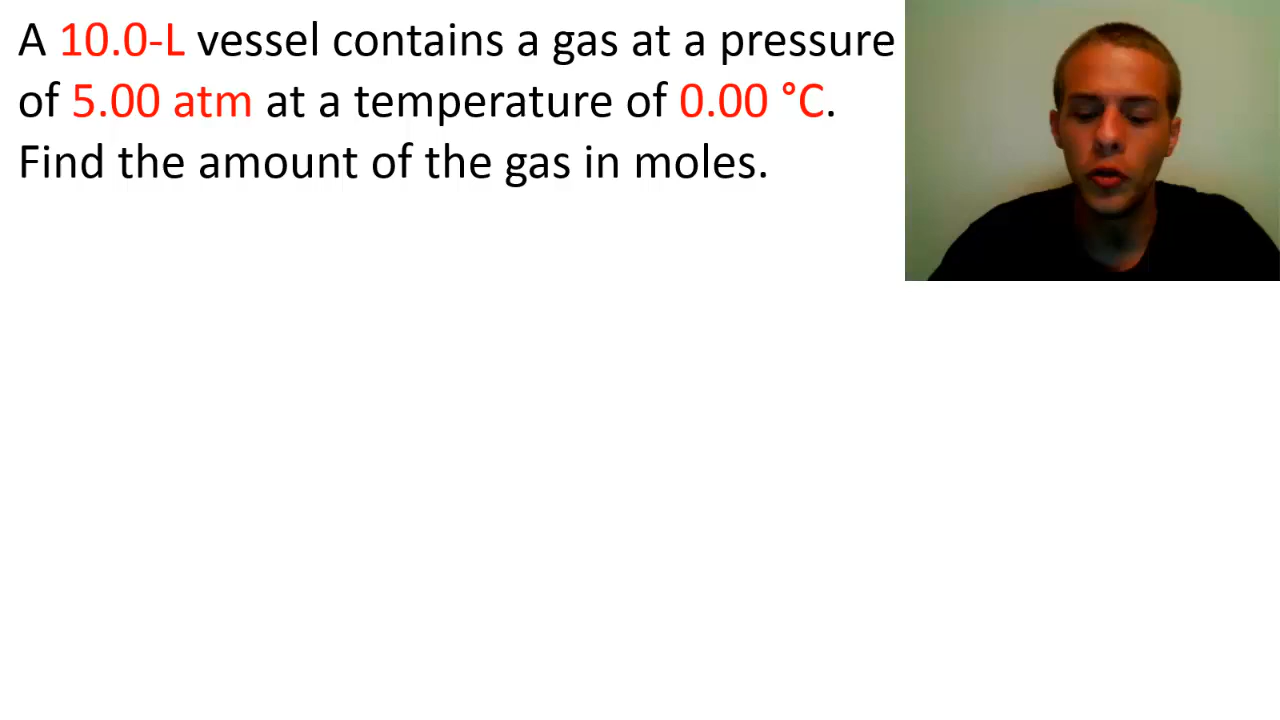 A 10.0-L vessel contains a gas at a pressure
of 5.00 atm at a temperature of 0.00 °C.
Find the amount of the gas in moles.